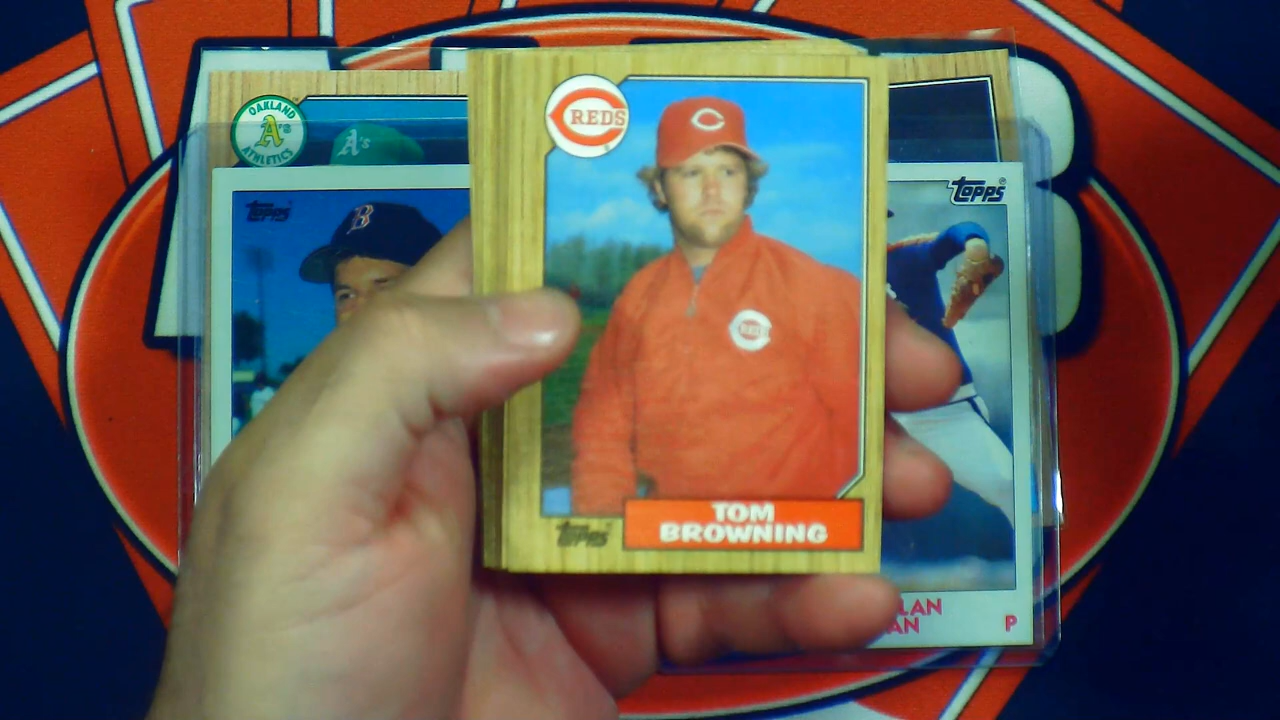 OAKLAND
A's
ATHLETICS
A's
REDS
Topps
B
Topps
REDS
TOM
BROWNING
Topps
LAN
AN
P